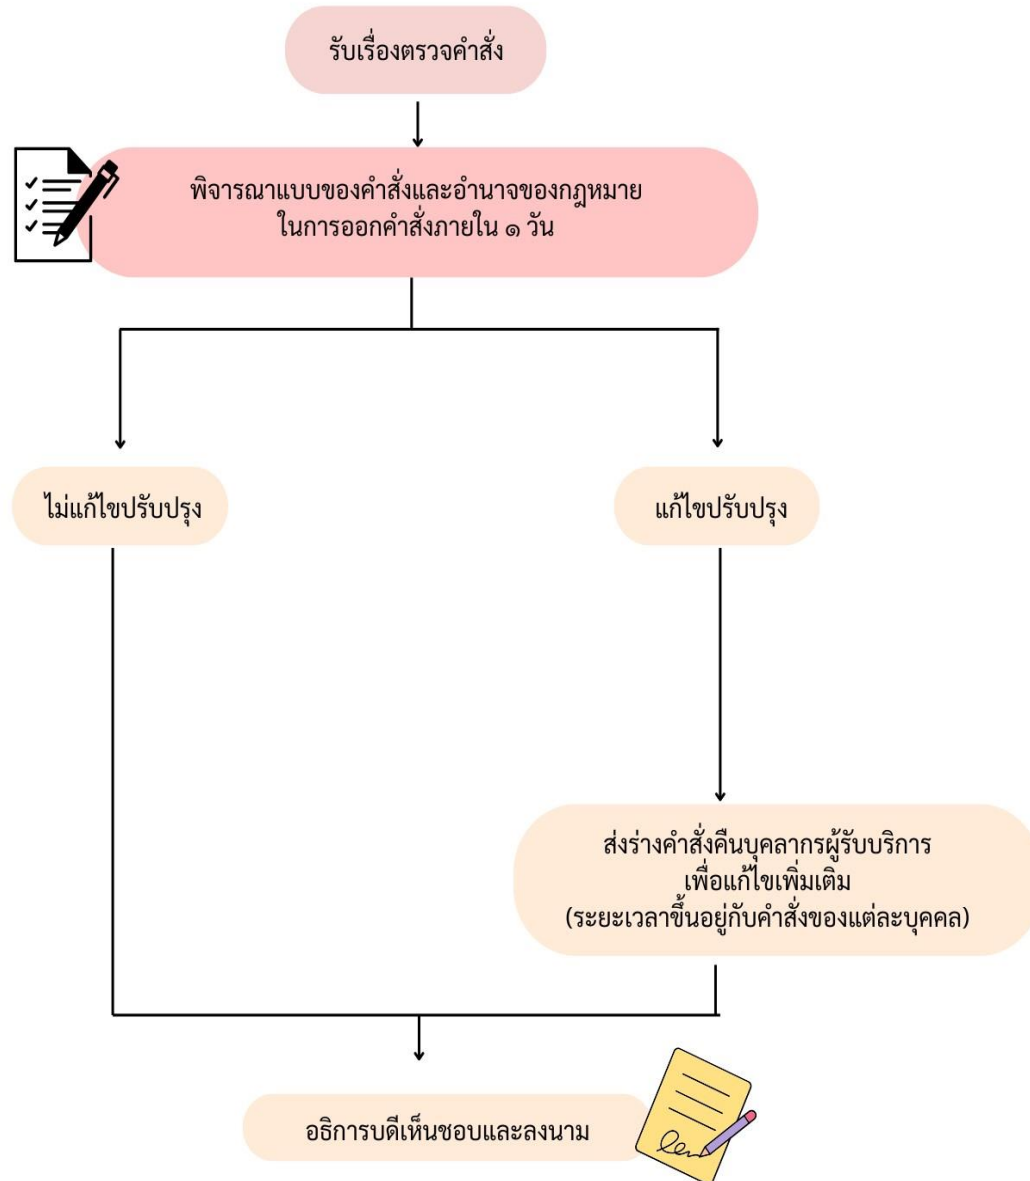 รับเรื่องตรวจคำสั่ง
พิจารณาแบบของคำสั่งและอำนาจของกฎหมาย
ในการออกคำสั่งภายใน ๑ วัน
ไม่แก้ไขปรับปรุง
แก้ไขปรับปรุง
ส่งร่างคำสั่งคืนบุคลากรผู้รับบริการ
เพื่อแก้ไขเพิ่มเติม
(ระยะเวลาขึ้นอยู่กับคำสั่งของแต่ละบุคคล)
อธิการบดีเห็นชอบและลงนาม